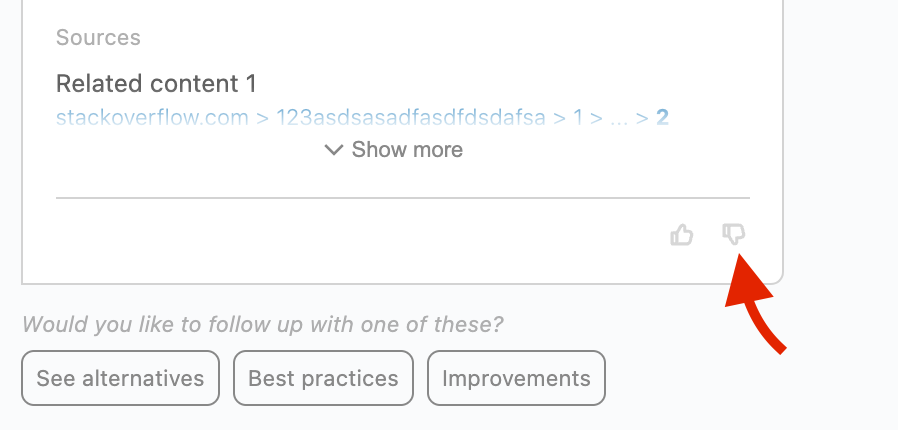 Sources
Related content 1
stackoverflow.com > 123asdsasadfasdfdsdafsa > 1 > ... > 2
Show more
Would you like to follow up with one of these?
See alternatives
Best practices
Improvements